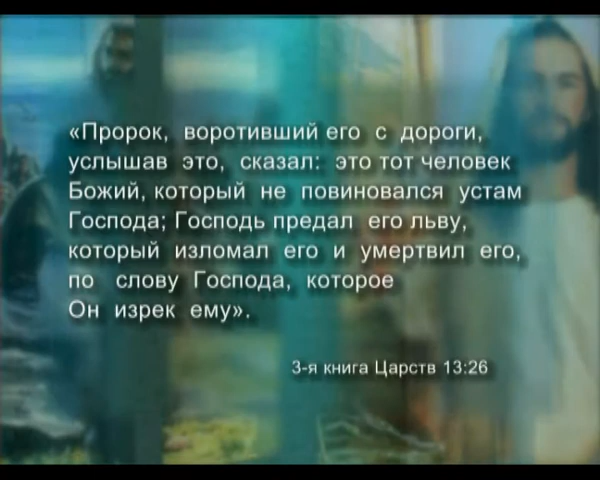 «Пророк, воротивший его с дороги,
услышав это, сказал: это тот человек
Божий, который не повиновался устам
Господа; Господь предал его льву,
который изломал его и умертвил его,
по слову Господа, которое
Он изрек ему».
3-я книга Царств 13:26